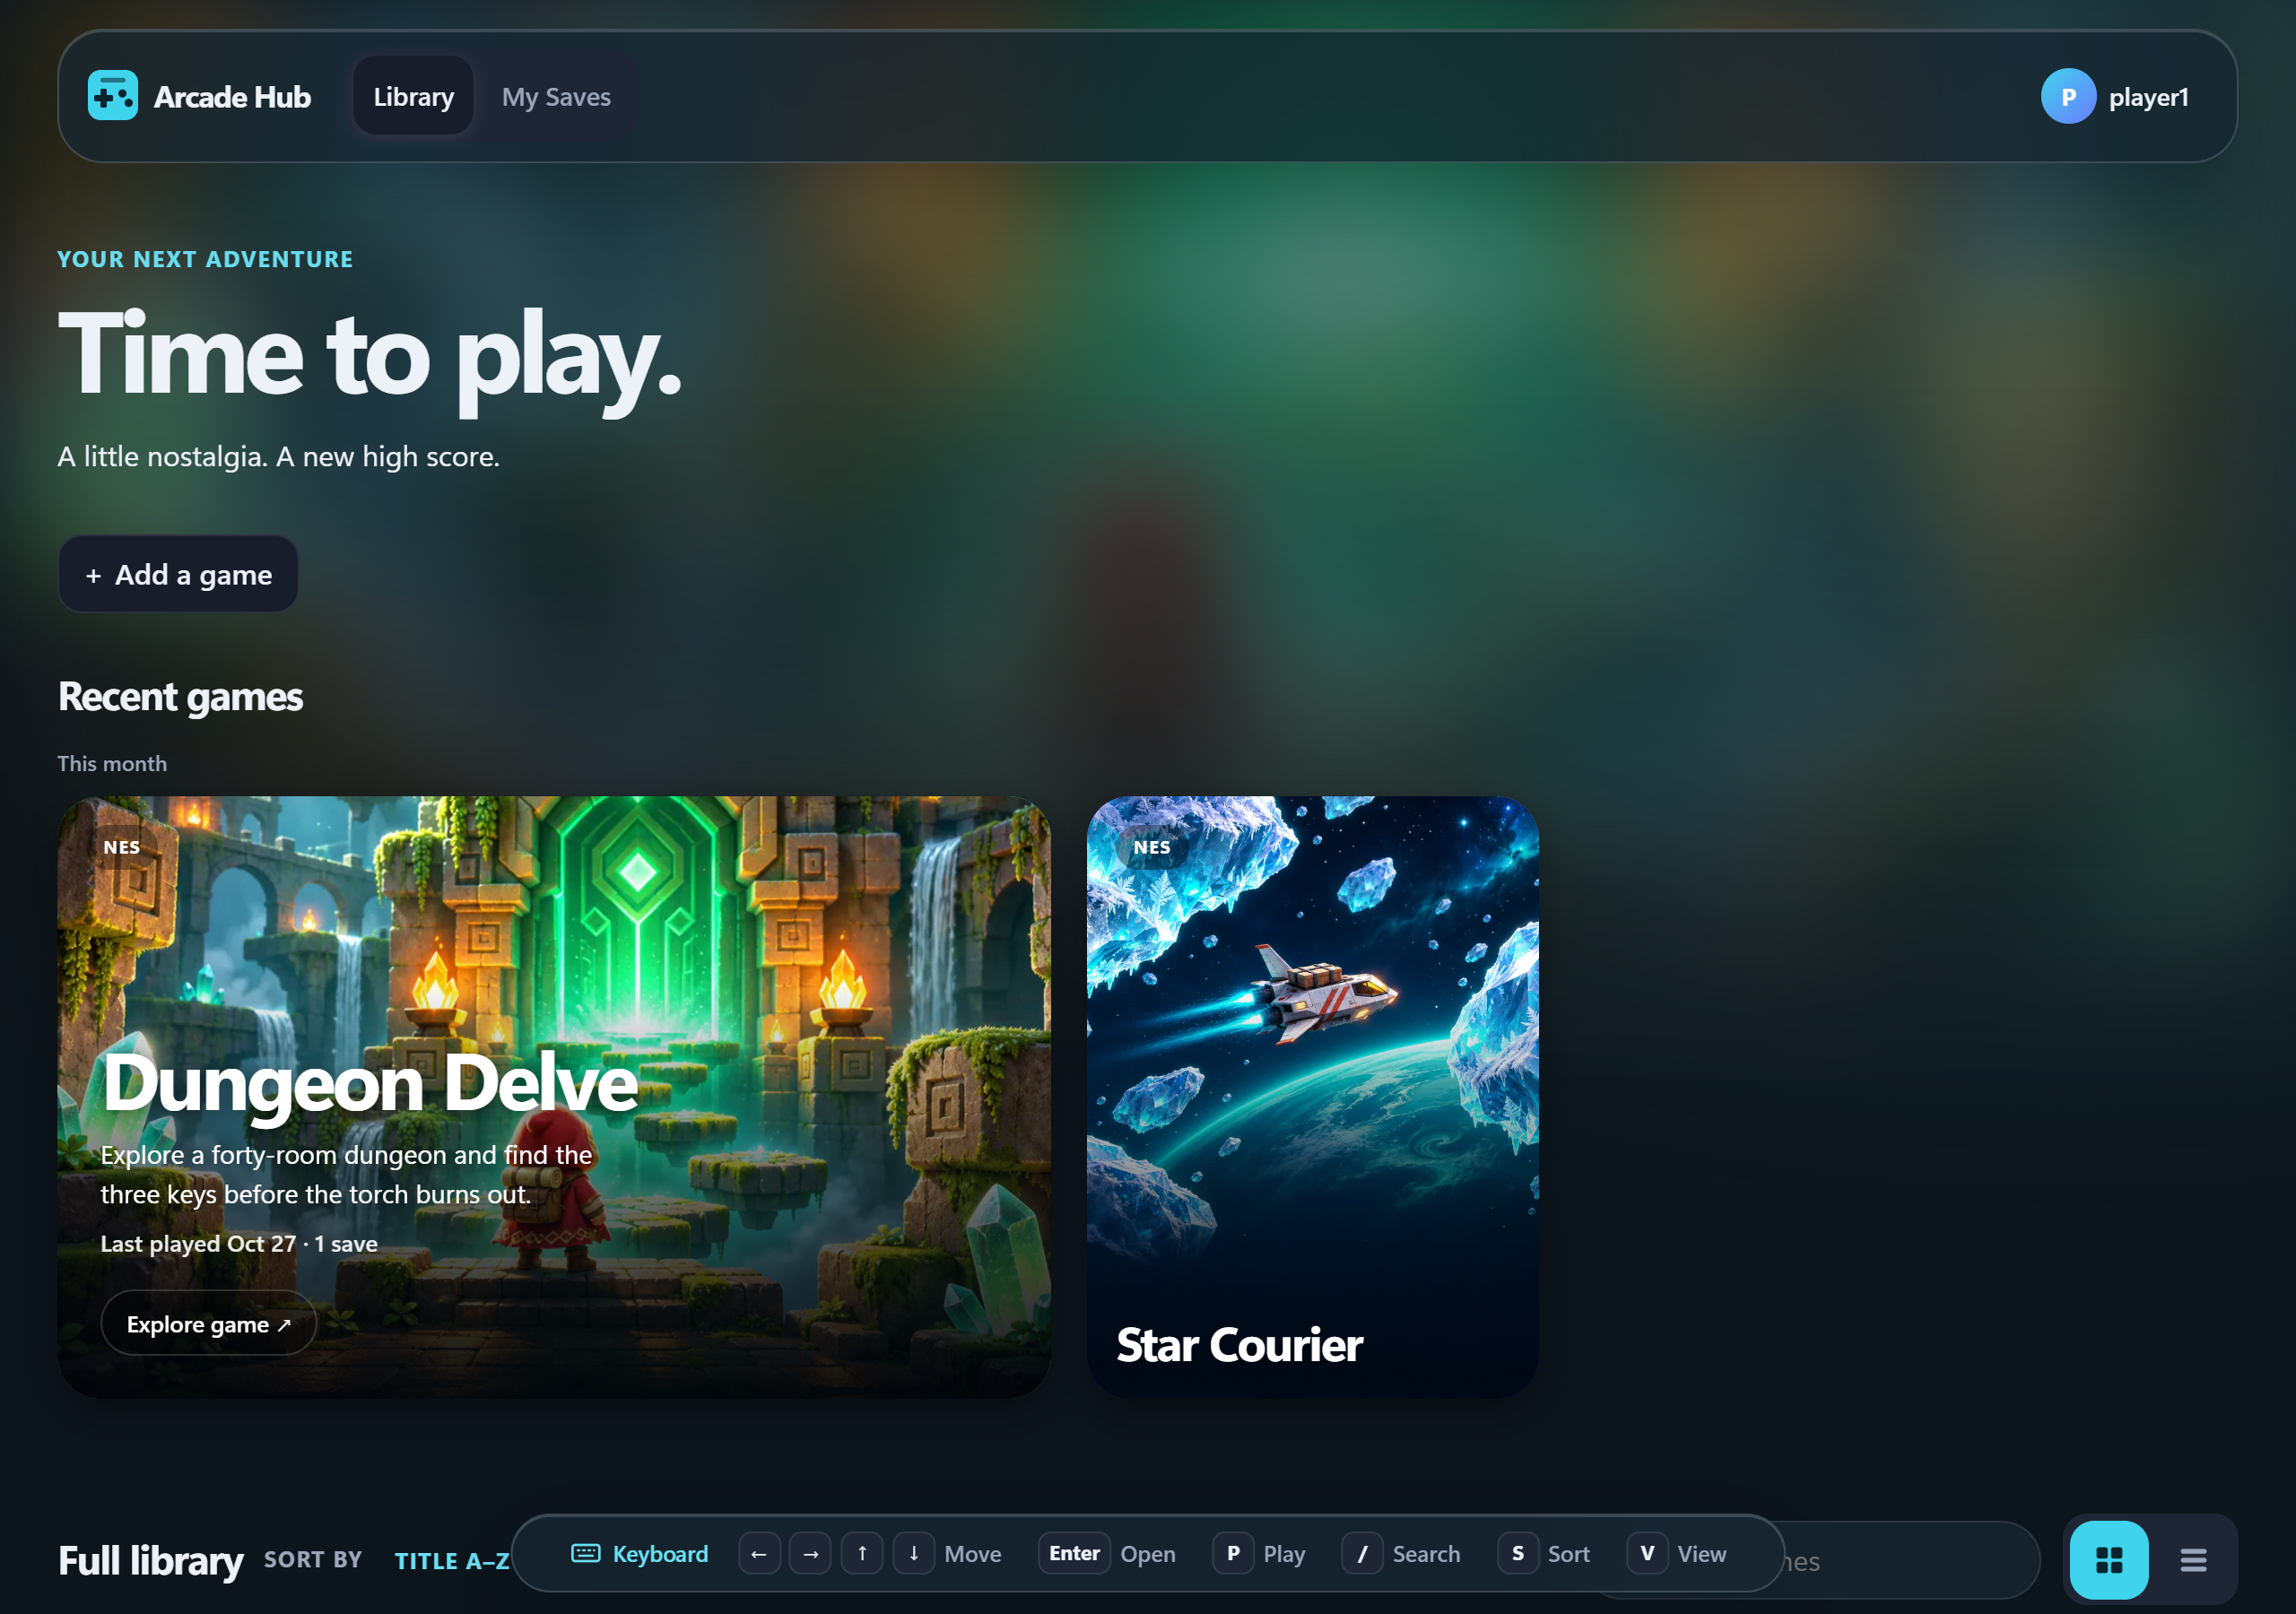 Arcade Hub
Library
My Saves
P
player1
YOUR NEXT ADVENTURE
Time to play.
A little nostalgia. A new high score.
+ Add a game
Recent games
This month
NES
Dungeon Delve
Explore a forty-room dungeon and find the
three keys before the torch burns out.
Last played Oct 27 · 1 save
Explore game ↗
NES
Star Courier
Full library
SORT BY
TITLE A–Z
Keyboard
← → ↑ ↓ Move
Enter Open
P Play
/ Search
S Sort
V View